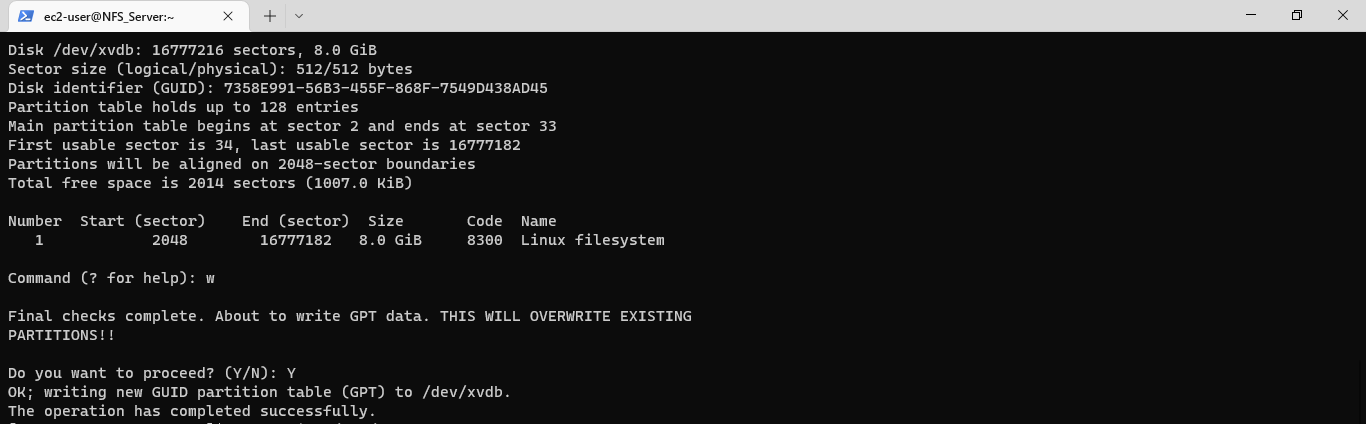 ec2-user@NFS_Server:~
Disk /dev/xvdb: 16777216 sectors, 8.0 GiB
Sector size (logical/physical): 512/512 bytes
Disk identifier (GUID): 7358E991-56B3-455F-868F-7549D438AD45
Partition table holds up to 128 entries
Main partition table begins at sector 2 and ends at sector 33
First usable sector is 34, last usable sector is 16777182
Partitions will be aligned on 2048-sector boundaries
Total free space is 2014 sectors (1007.0 KiB)
Number  Start (sector)    End (sector)  Size       Code  Name
   1            2048        16777182   8.0 GiB     8300  Linux filesystem
Command (? for help): w
Final checks complete. About to write GPT data. THIS WILL OVERWRITE EXISTING
PARTITIONS!!
Do you want to proceed? (Y/N): Y
OK; writing new GUID partition table (GPT) to /dev/xvdb.
The operation has completed successfully.